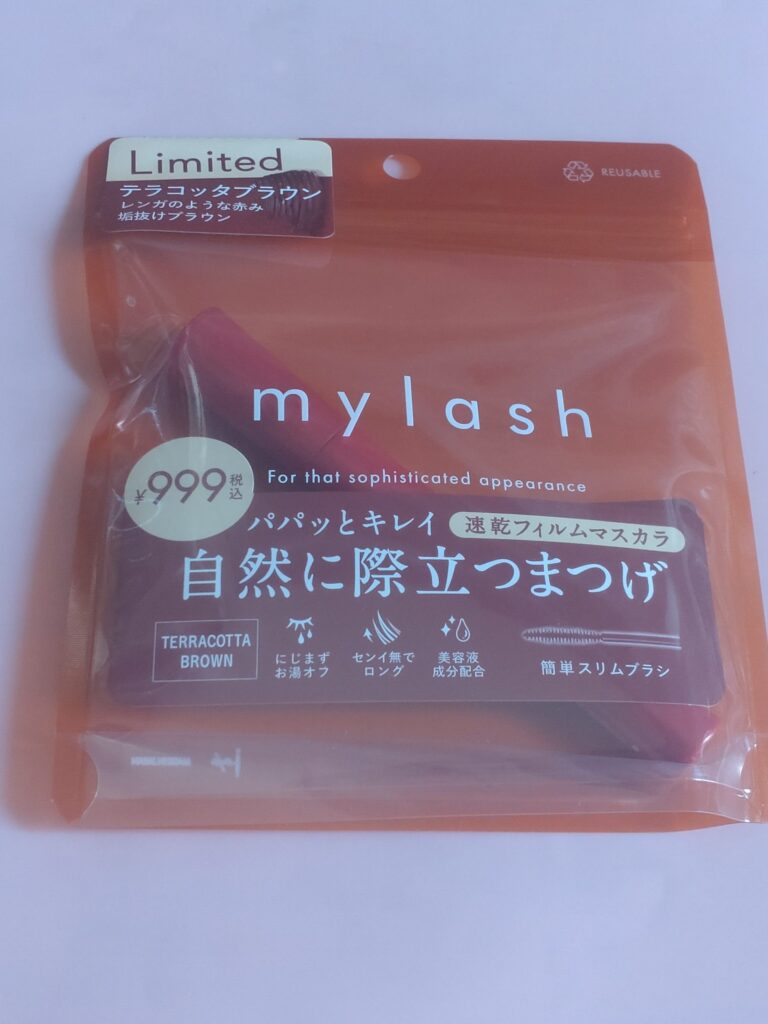 Limited
テラコッタブラウン
レンガのような赤み
垢抜けブラウン
REUSABLE
mylash
For that sophisticated appearance
¥999税込
パパッとキレイ 速乾フィルムマスカラ
自然に際立つまつげ
TERRACOTTA
BROWN
にじまず
お湯オフ
センイ無で
ロング
美容液
成分配合
簡単スリムブラシ